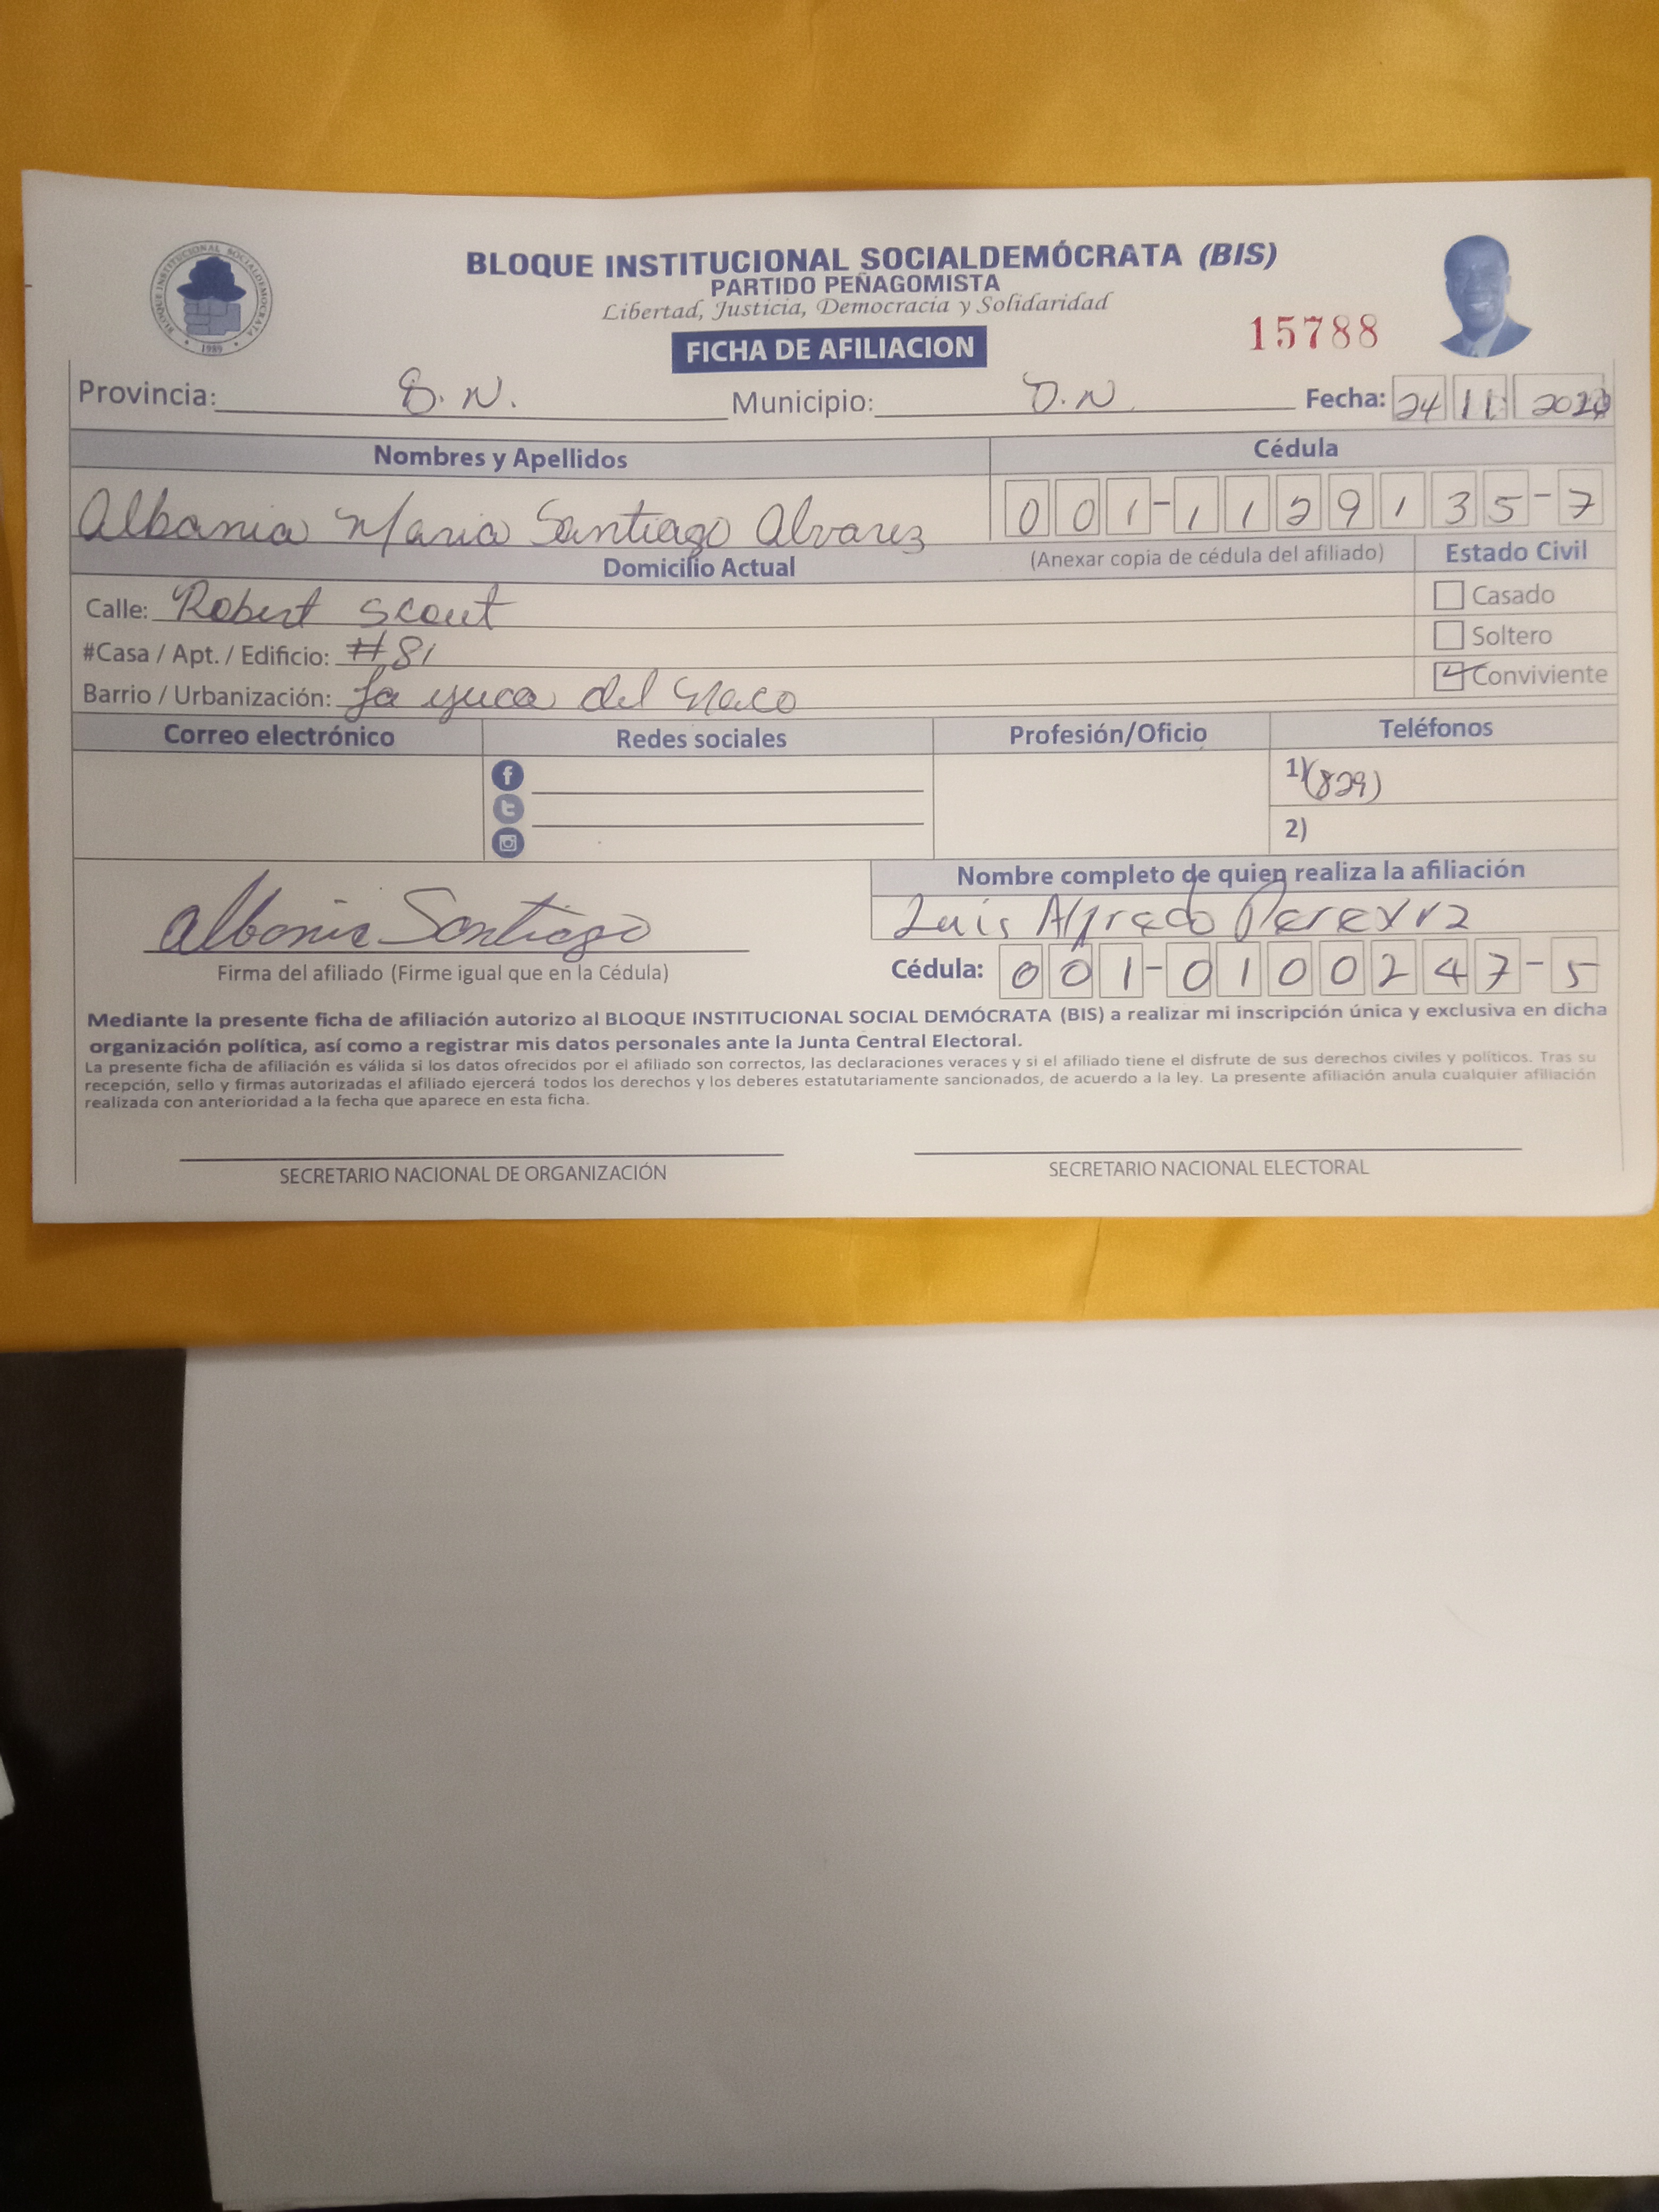 BLOQUE INSTITUCIONAL SOCIALDEMÓCRATA (BIS)
PARTIDO PEÑAGOMISTA
Libertad, Justicia, Democracia y Solidaridad
BLOQUE INSTITUCIONAL SOCIALDEMOCRATA
1989
15788
FICHA DE AFILIACION
Provincia: D.N. Municipio: D.N. Fecha: 24 11
Nombres y Apellidos Cédula
Albania Maria Santiago Alvarez 001-1129135-7
Domicilio Actual (Anexar copia de cédula del afiliado) Estado Civil
Calle: Robert Scout Casado
#Casa / Apt. / Edificio: #81 Soltero
Barrio / Urbanización: La yuca del Naco Conviviente
Correo electrónico Redes sociales Profesión/Oficio Teléfonos
1) (829)
2)
Nombre completo de quien realiza la afiliación
Albania Santiago Luis Alfredo
Firma del afiliado (Firme igual que en la Cédula) Cédula: 001-0100247-5
Mediante la presente ficha de afiliación autorizo al BLOQUE INSTITUCIONAL SOCIAL DEMÓCRATA (BIS) a realizar mi inscripción única y exclusiva en dicha
organización política, así como a registrar mis datos personales ante la Junta Central Electoral.
La presente ficha de afiliación es válida si los datos ofrecidos por el afiliado son correctos, las declaraciones veraces y si el afiliado tiene el disfrute de sus derechos civiles y políticos. Tras su
recepción, sello y firmas autorizadas el afiliado ejercerá todos los derechos y los deberes estatutariamente sancionados, de acuerdo a la ley. La presente afiliación anula cualquier afiliación
realizada con anterioridad a la fecha que aparece en esta ficha.
SECRETARIO NACIONAL DE ORGANIZACIÓN SECRETARIO NACIONAL ELECTORAL